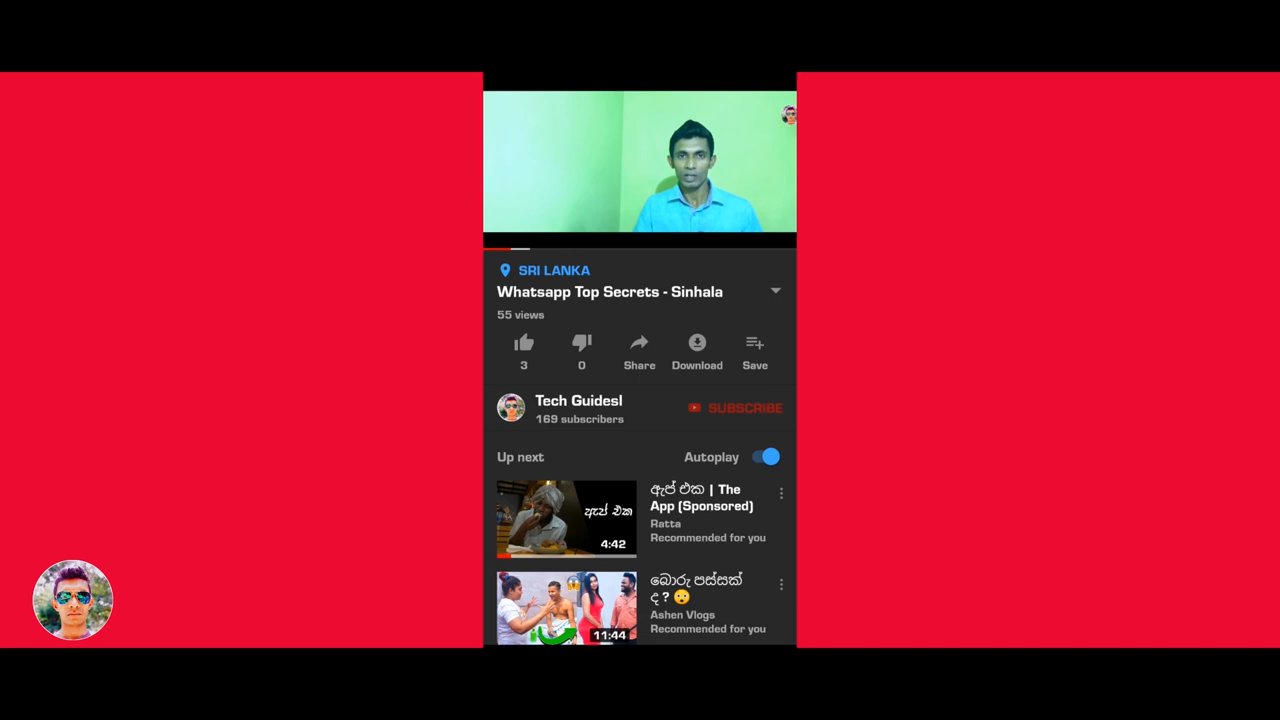 SRI LANKA
Whatsapp Top Secrets - Sinhala
55 views
3
0
Share
Download
Save
Tech Guidesl
169 subscribers
SUBSCRIBE
Up next
Autoplay
ඇප් එක
4:42
ඇප් එක | The
App (Sponsored)
Ratta
Recommended for you
11:44
බොරු පස්සක්
ද ? 😲
Ashen Vlogs
Recommended for you